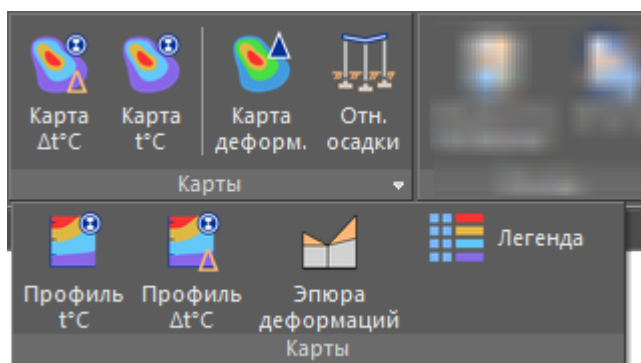 Карта
Δt°C
Карта
t°C
Карта
деформ.
Отн.
осадки
Карты
Профиль
t°C
Профиль
Δt°C
Эпюра
деформаций
Легенда
Карты